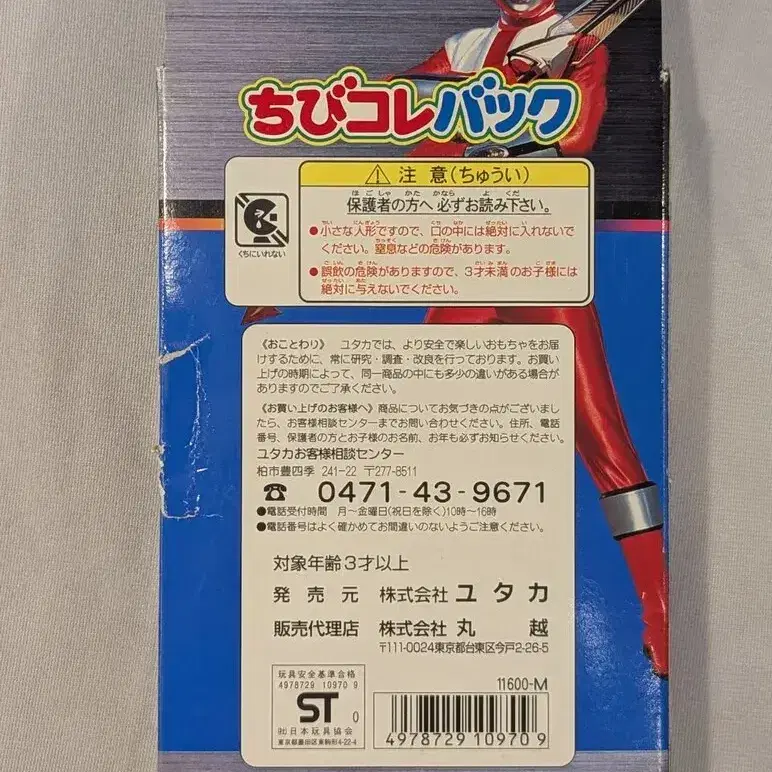 ちびコレバック
注 意(ちゅうい)
保護者の方へ必ずお読み下さい。
くちにいれない
●小さな人形ですので、口の中には絶対に入れないで
ください。窒息などの危険があります。
●誤飲の危険がありますので、3才未満のお子様には
絶対に与えないでください。
《おことわり》 ユタカでは、より安全で楽しいおもちゃをお届
けするために、常に研究・調査・改良を行っております。お買い
上げの時期によって、同一商品の中にも多少の違いがある場合が
ありますのでご了承ください。
《お買い上げのお客様へ》商品についてお気づきの点がございまし
たら、お客様相談センターまでお問い合わせください。住所、電話
番号、保護者の方とお子様のお名前、お年も必ずお知らせください。
ユタカお客様相談センター
柏市豊四季 241-22 〒277-8511
☎ 0471-43-9671
●電話受付時間 月~金曜日(祝日を除く)10時~16時
●電話番号はよく確かめてお間違いのないようご注意ください。
対象年齢3才以上
発 売 元 株式会社 ユ タ カ
販売代理店 株式会社 丸 越
〒111-0024東京都台東区今戸2-26-5
11600-M
玩具安全基準合格
4978729 10970 9
ST 0
㈳日本玩具協会
東京都墨田区東駒形4-22-4
4 978729 109709